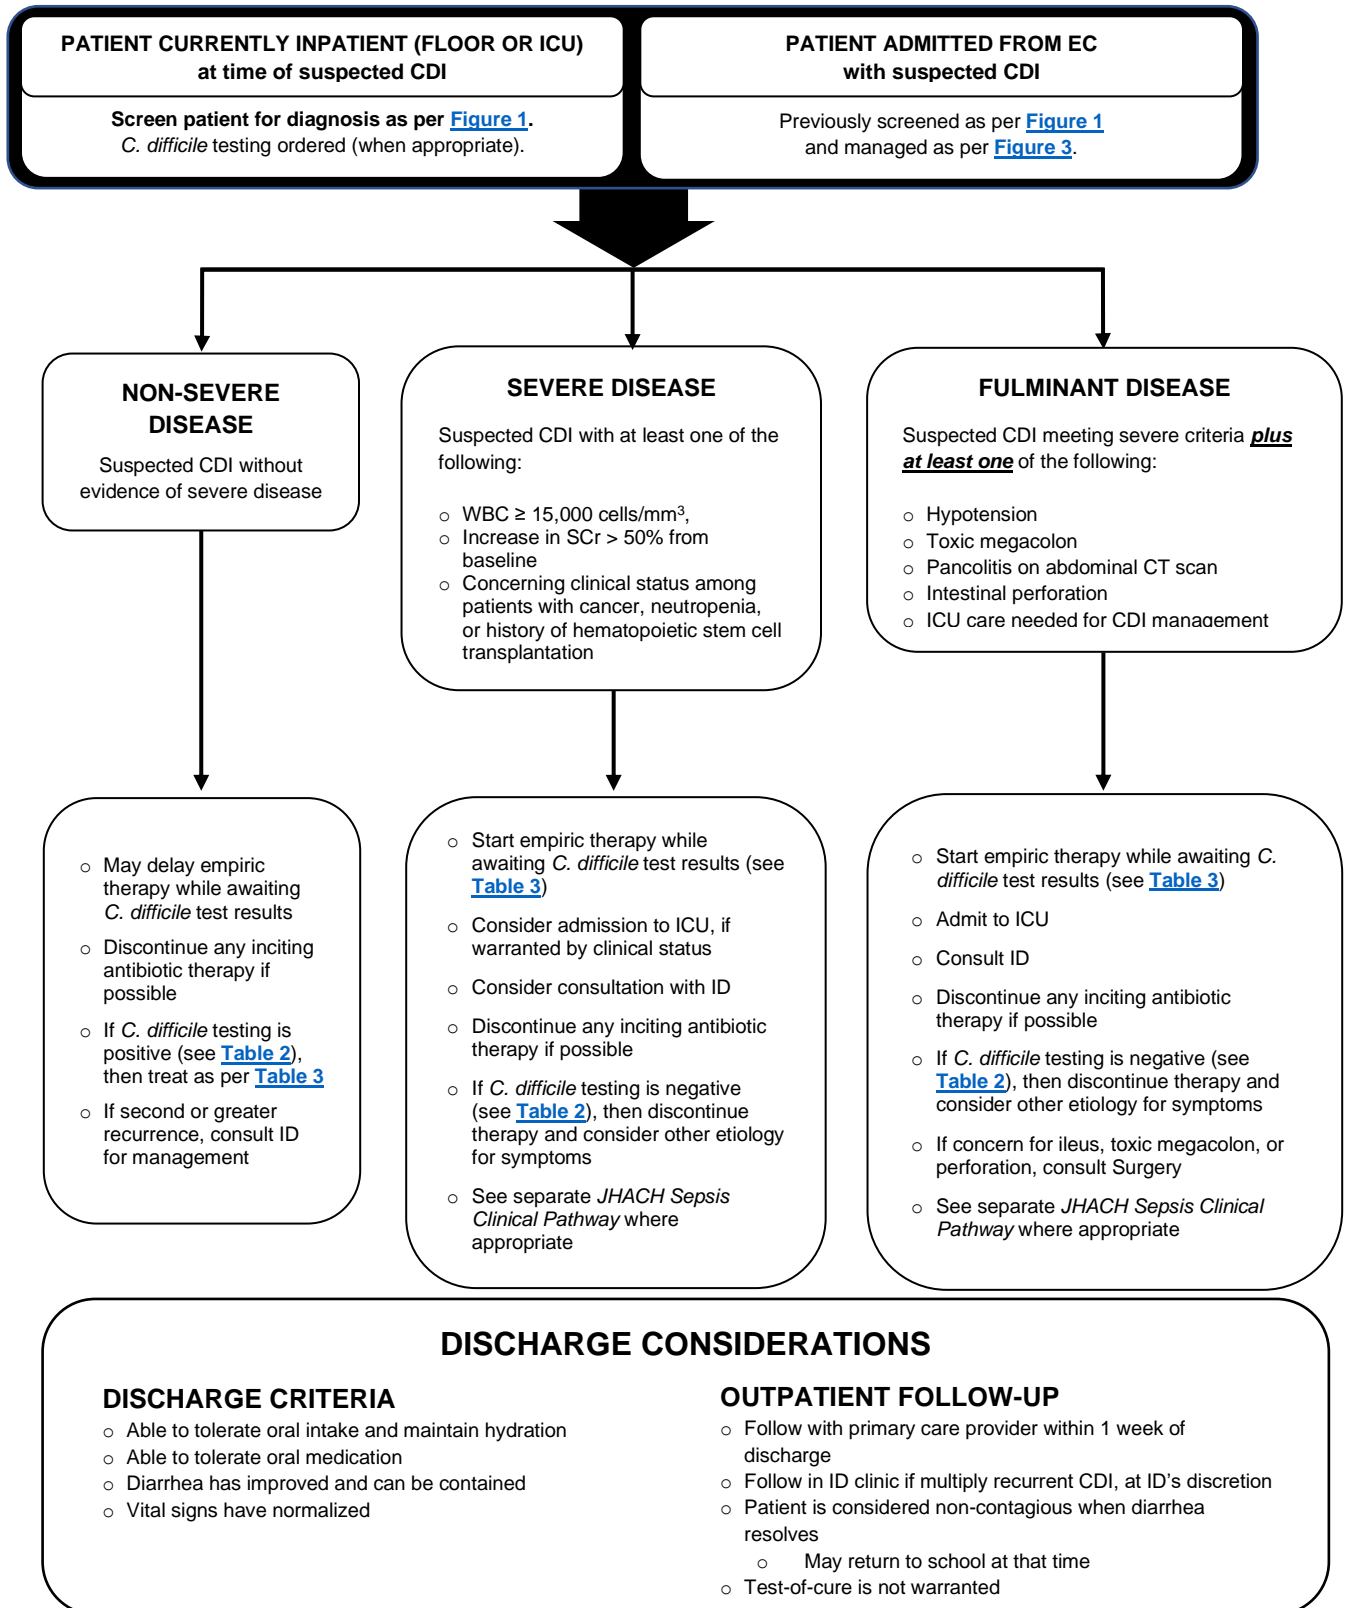 PATIENT CURRENTLY INPATIENT (FLOOR OR ICU)
at time of suspected CDI
Screen patient for diagnosis as per Figure 1.
C. difficile testing ordered (when appropriate).
PATIENT ADMITTED FROM EC
with suspected CDI
Previously screened as per Figure 1
and managed as per Figure 3.
NON-SEVERE
DISEASE
Suspected CDI without
evidence of severe disease
SEVERE DISEASE
Suspected CDI with at least one of the
following:
○ WBC ≥ 15,000 cells/mm³,
○ Increase in SCr > 50% from
baseline
○ Concerning clinical status among
patients with cancer, neutropenia,
or history of hematopoietic stem cell
transplantation
FULMINANT DISEASE
Suspected CDI meeting severe criteria plus
at least one of the following:
○ Hypotension
○ Toxic megacolon
○ Pancolitis on abdominal CT scan
○ Intestinal perforation
○ ICU care needed for CDI management
○ May delay empiric
therapy while awaiting
C. difficile test results
○ Discontinue any inciting
antibiotic therapy if
possible
○ If C. difficile testing is
positive (see Table 2),
then treat as per Table 3
○ If second or greater
recurrence, consult ID
for management
○ Start empiric therapy while
awaiting C. difficile test results (see
Table 3)
○ Consider admission to ICU, if
warranted by clinical status
○ Consider consultation with ID
○ Discontinue any inciting antibiotic
therapy if possible
○ If C. difficile testing is negative
(see Table 2), then discontinue
therapy and consider other etiology
for symptoms
○ See separate JHACH Sepsis
Clinical Pathway where
appropriate
○ Start empiric therapy while awaiting C.
difficile test results (see Table 3)
○ Admit to ICU
○ Consult ID
○ Discontinue any inciting antibiotic
therapy if possible
○ If C. difficile testing is negative (see
Table 2), then discontinue therapy and
consider other etiology for symptoms
○ If concern for ileus, toxic megacolon, or
perforation, consult Surgery
○ See separate JHACH Sepsis Clinical
Pathway where appropriate
DISCHARGE CONSIDERATIONS
DISCHARGE CRITERIA
○ Able to tolerate oral intake and maintain hydration
○ Able to tolerate oral medication
○ Diarrhea has improved and can be contained
○ Vital signs have normalized
OUTPATIENT FOLLOW-UP
○ Follow with primary care provider within 1 week of
discharge
○ Follow in ID clinic if multiply recurrent CDI, at ID’s discretion
○ Patient is considered non-contagious when diarrhea
resolves
○ May return to school at that time
○ Test-of-cure is not warranted